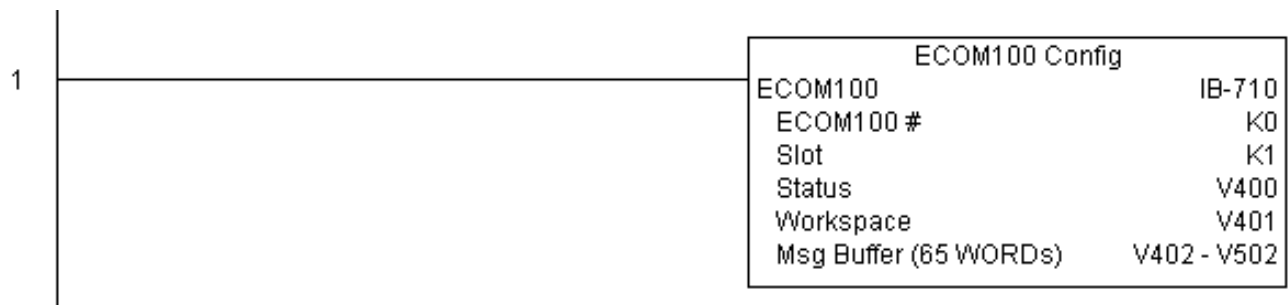 1
ECOM100 Config
ECOM100 IB-710
ECOM100 # K0
Slot K1
Status V400
Workspace V401
Msg Buffer (65 WORDs) V402 - V502